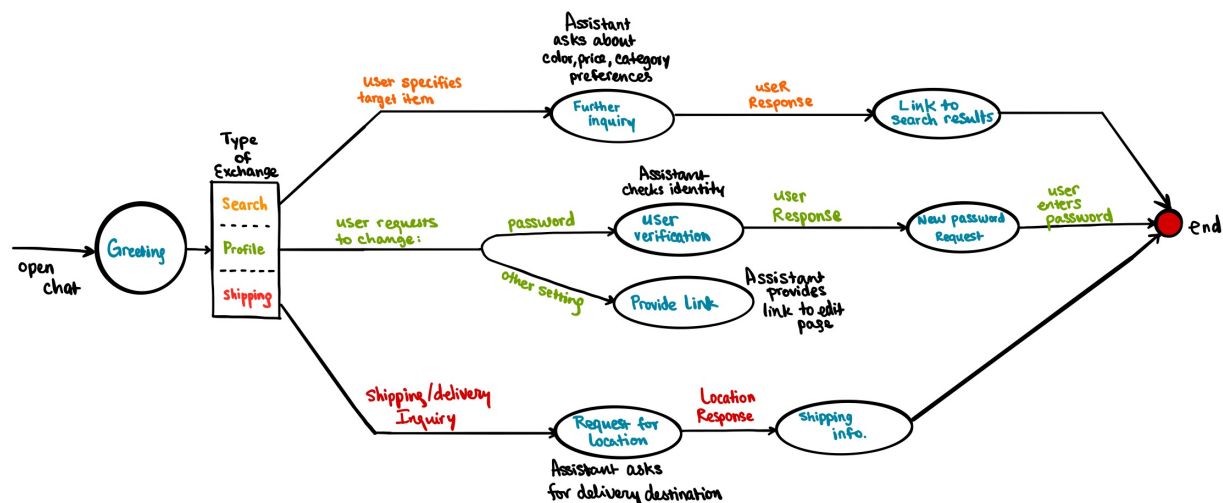 Assistant
asks about
color, price, category
preferences
user specifies
target item
Further
Inquiry
useR
Response
Link to
search results
Type
of
Exchange
Search
Profile
Shipping
open
chat
Greeting
user requests
to change:
password
other setting
Assistant
checks identity
user
verification
User
Response
New password
Request
user
enters
password
end
Provide Link
Assistant
provides
link to edit
page
Shipping/delivery
Inquiry
Request for
Location
Assistant asks
for delivery destination
Location
Response
Shipping
info.